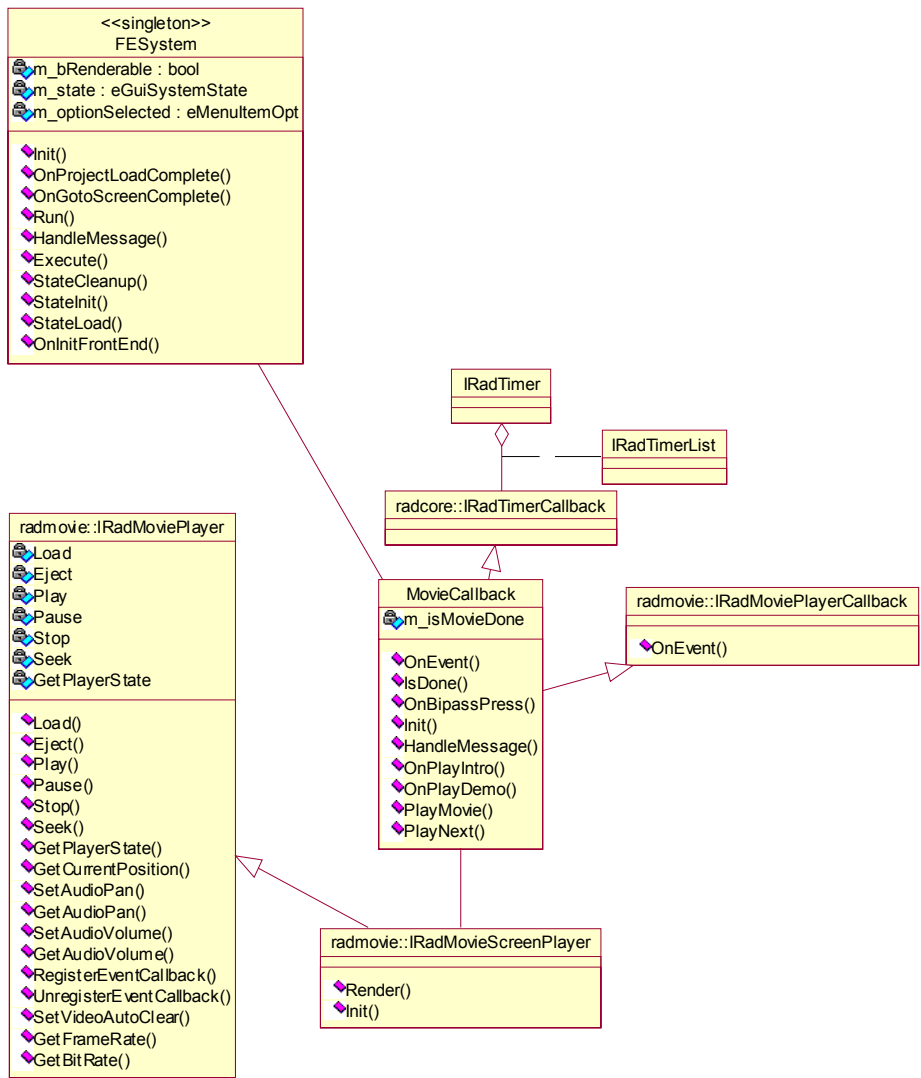 <<singleton>>
FESystem
m_bRenderable : bool
m_state : eGuiSystemState
m_optionSelected : eMenuItemOpt
Init()
OnProjectLoadComplete()
OnGotoScreenComplete()
Run()
HandleMessage()
Execute()
StateCleanup()
StateInit()
StateLoad()
OnInitFrontEnd()
IRadTimer
IRadTimerList
radcore::IRadTimerCallback
radmovie::IRadMoviePlayer
Load
Eject
Play
Pause
Stop
Seek
GetPlayerState
Load()
Eject()
Play()
Pause()
Stop()
Seek()
GetPlayerState()
GetCurrentPosition()
SetAudioPan()
GetAudioPan()
SetAudioVolume()
GetAudioVolume()
RegisterEventCallback()
UnregisterEventCallback()
SetVideoAutoClear()
GetFrameRate()
GetBitRate()
MovieCallback
m_isMovieDone
OnEvent()
IsDone()
OnBipassPress()
Init()
HandleMessage()
OnPlayIntro()
OnPlayDemo()
PlayMovie()
PlayNext()
radmovie::IRadMoviePlayerCallback
OnEvent()
radmovie::IRadMovieScreenPlayer
Render()
Init()